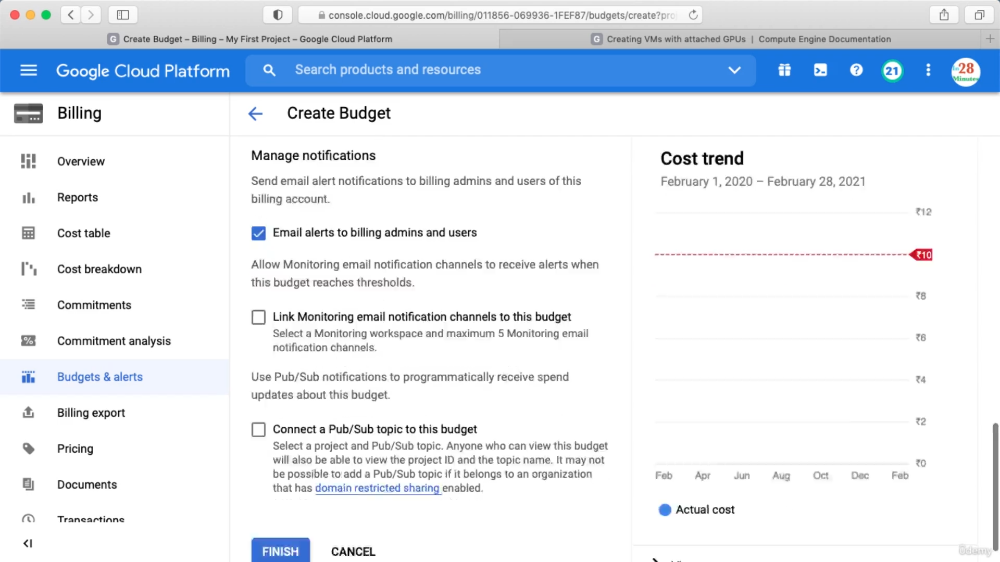 console.cloud.google.com/billing/011856-069936-1FEF87/budgets/create?pro
G Create Budget – Billing – My First Project – Google Cloud Platform
G Creating VMs with attached GPUs | Compute Engine Documentation
Google Cloud Platform
Search products and resources
21
in28
Minutes
Billing
Create Budget
Overview
Reports
Cost table
Cost breakdown
Commitments
Commitment analysis
Budgets & alerts
Billing export
Pricing
Documents
Transactions
Manage notifications
Send email alert notifications to billing admins and users of this
billing account.
Email alerts to billing admins and users
Allow Monitoring email notification channels to receive alerts when
this budget reaches thresholds.
Link Monitoring email notification channels to this budget
Select a Monitoring workspace and maximum 5 Monitoring email
notification channels.
Use Pub/Sub notifications to programmatically receive spend
updates about this budget.
Connect a Pub/Sub topic to this budget
Select a project and Pub/Sub topic. Anyone who can view this budget
will also be able to view the project ID and the topic name. It may not
be possible to add a Pub/Sub topic if it belongs to an organization
that has domain restricted sharing enabled.
FINISH CANCEL
Cost trend
February 1, 2020 – February 28, 2021
₹12
₹10
₹8
₹6
₹4
₹2
₹0
Feb Apr Jun Aug Oct Dec Feb
Actual cost
ûdemy